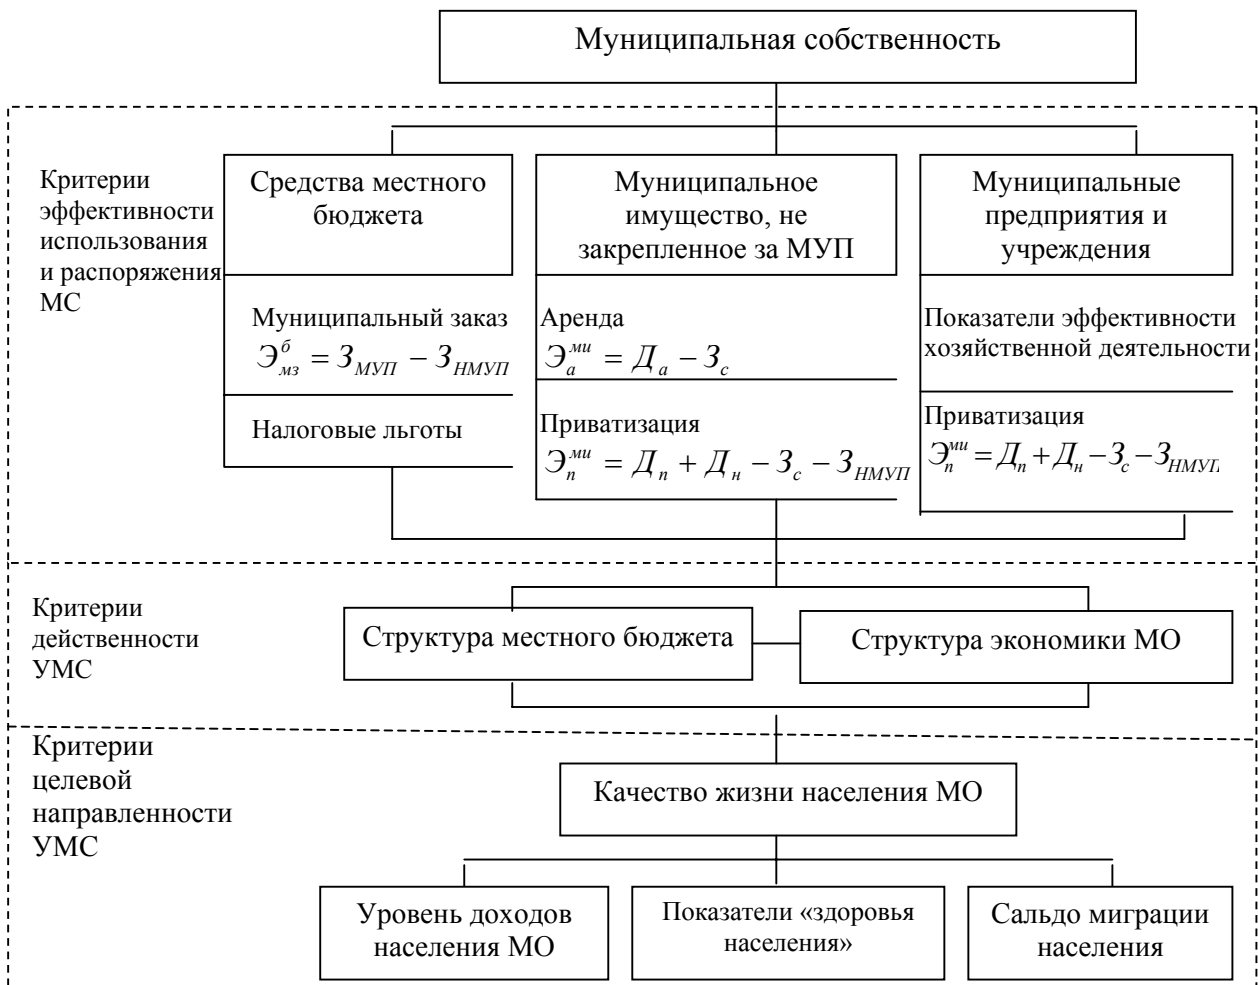 Муниципальная собственность
Критерии
эффективности
использования
и распоряжения
МС
Средства местного
бюджета
Муниципальный заказ
Э^б_мз = З_МУП − З_НМУП
Налоговые льготы
Муниципальное
имущество, не
закрепленное за МУП
Аренда
Э^ми_а = Д_а − З_с
Приватизация
Э^ми_п = Д_п + Д_н − З_с − З_НМУП
Муниципальные
предприятия и
учреждения
Показатели эффективности
хозяйственной деятельности
Приватизация
Э^ми_п = Д_п + Д_н − З_с − З_НМУП
Критерии
действенности
УМС
Структура местного бюджета
Структура экономики МО
Критерии
целевой
направленности
УМС
Качество жизни населения МО
Уровень доходов
населения МО
Показатели «здоровья
населения»
Сальдо миграции
населения